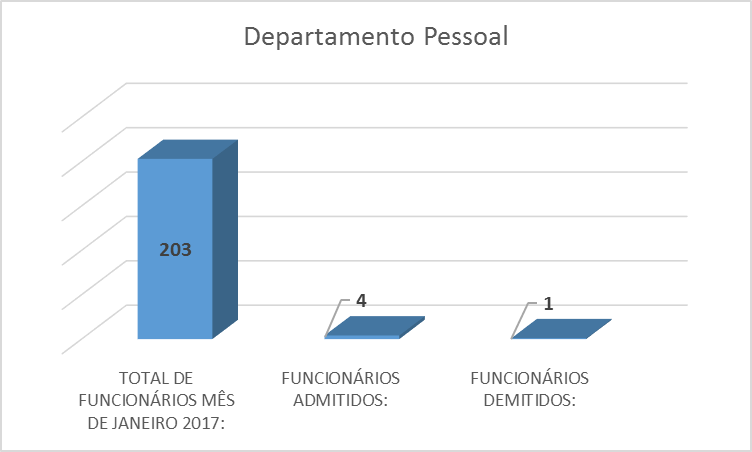 Departamento Pessoal
203
4
1
TOTAL DE
FUNCIONÁRIOS MÊS
DE JANEIRO 2017:
FUNCIONÁRIOS
ADMITIDOS:
FUNCIONÁRIOS
DEMITIDOS: